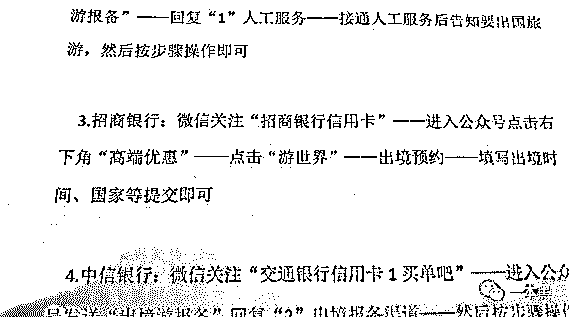 游报备”——回复“1”人工服务——接通人工服务后告知要出国旅
游，然后按步骤操作即可
3.招商银行：微信关注“招商银行信用卡”——进入公众号点击右
下角“高端优惠”——点击“游世界”——出境预约——填写出境时
间、国家等提交即可
4.中信银行：微信关注“交通银行信用卡1买单吧”——进入公众
号发送“出境游报备”回复“2”出境报备渠道——然后按步骤操作